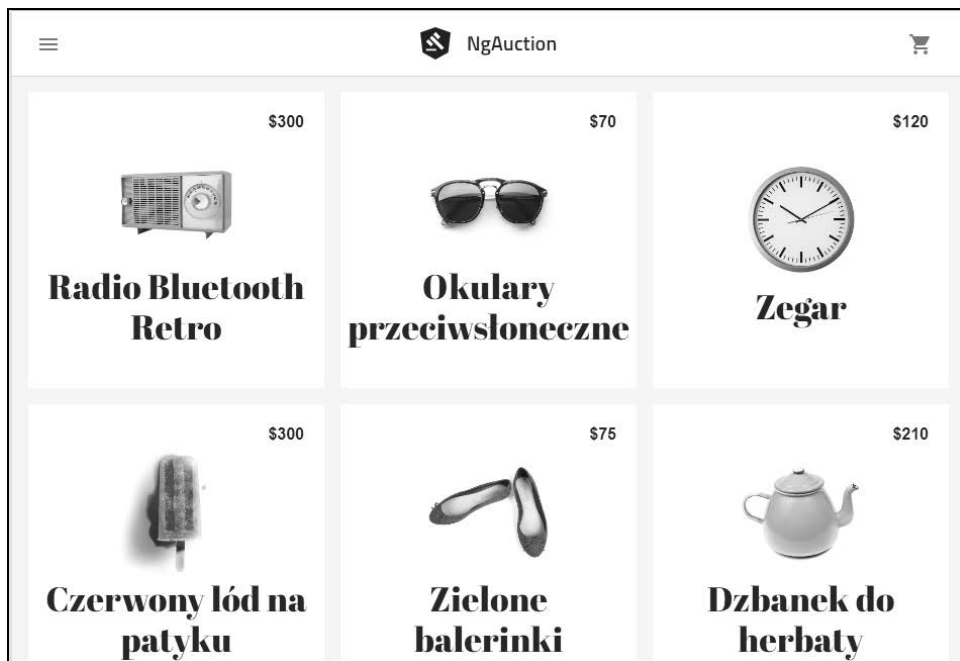 NgAuction
$300
Radio Bluetooth
Retro
$70
Okulary
przeciwsłoneczne
$120
Zegar
$300
Czerwony lód na
patyku
$75
Zielone
balerinki
$210
Dzbanek do
herbaty